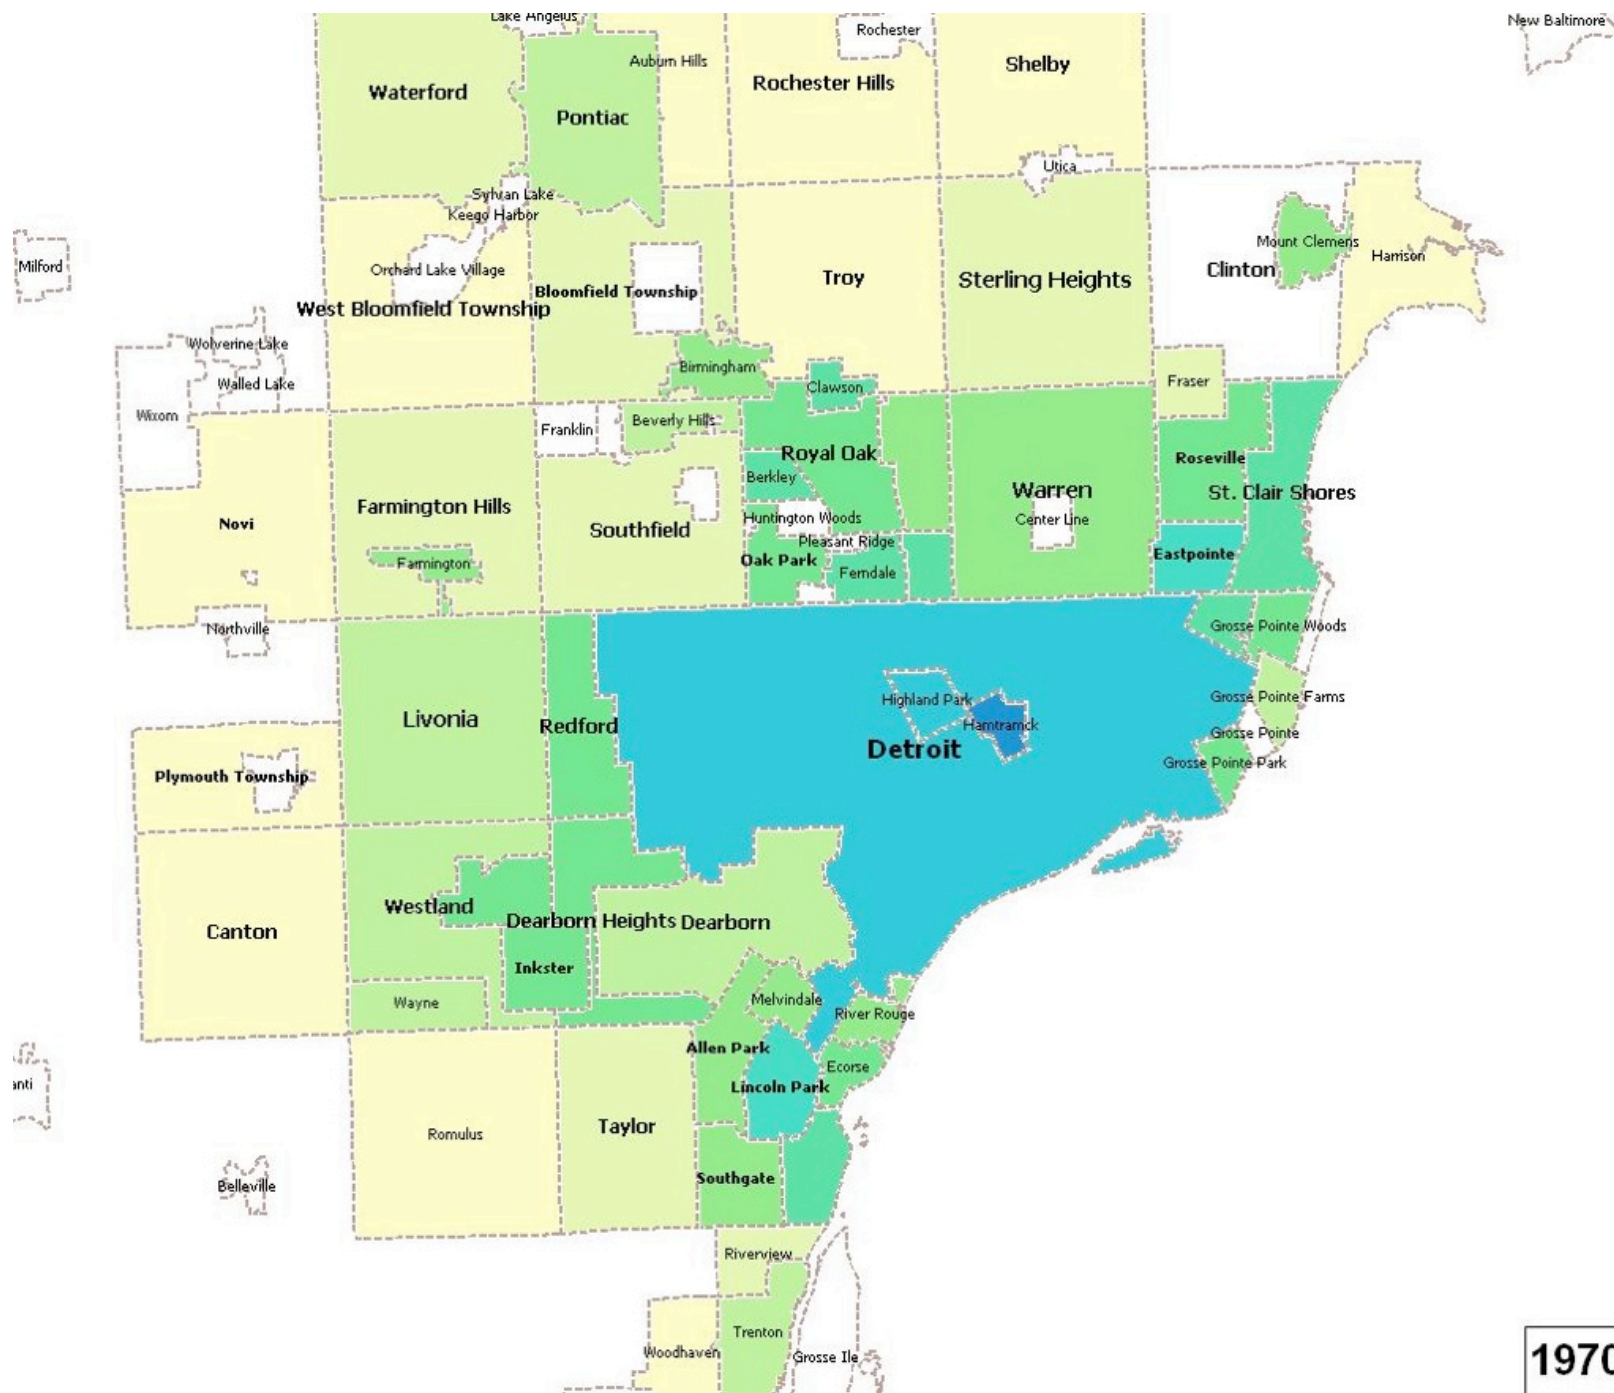 Lake Angelus
New Baltimore
Rochester
Auburn Hills
Shelby
Rochester Hills
Waterford
Pontiac
Utica
Sylvan Lake
Keego Harbor
Mount Clemens
Harrison
Milford
Orchard Lake Village
Clinton
Troy
Sterling Heights
Bloomfield Township
West Bloomfield Township
Wolverine Lake
Walled Lake
Birmingham
Clawson
Fraser
Wixom
Beverly Hills
Franklin
Royal Oak
Roseville
Berkley
Warren
St. Clair Shores
Farmington Hills
Huntington Woods
Center Line
Novi
Southfield
Pleasant Ridge
Eastpointe
Oak Park
Farmington
Ferndale
Northville
Grosse Pointe Woods
Highland Park
Grosse Pointe Farms
Livonia
Redford
Hamtramck
Grosse Pointe
Detroit
Grosse Pointe Park
Plymouth Township
Westland
Dearborn Heights
Dearborn
Canton
Inkster
Melvindale
Wayne
River Rouge
Allen Park
Ecorse
anti
Lincoln Park
Taylor
Romulus
Southgate
Belleville
Riverview
Trenton
Woodhaven
Grosse Ile
1970